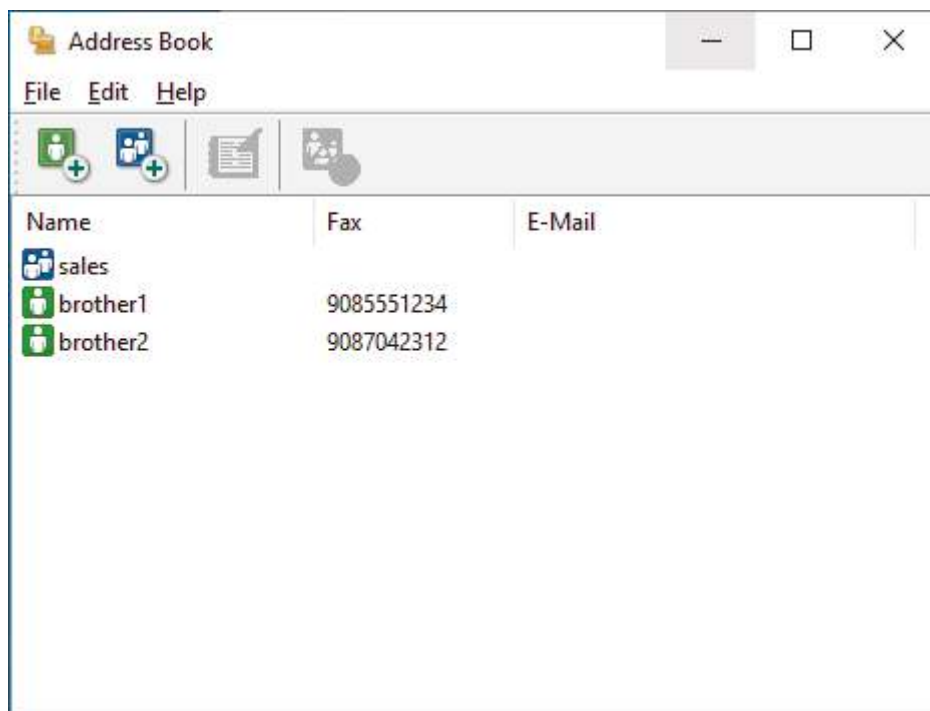 Address Book
File Edit Help
Name Fax E-Mail
sales
brother1 9085551234
brother2 9087042312